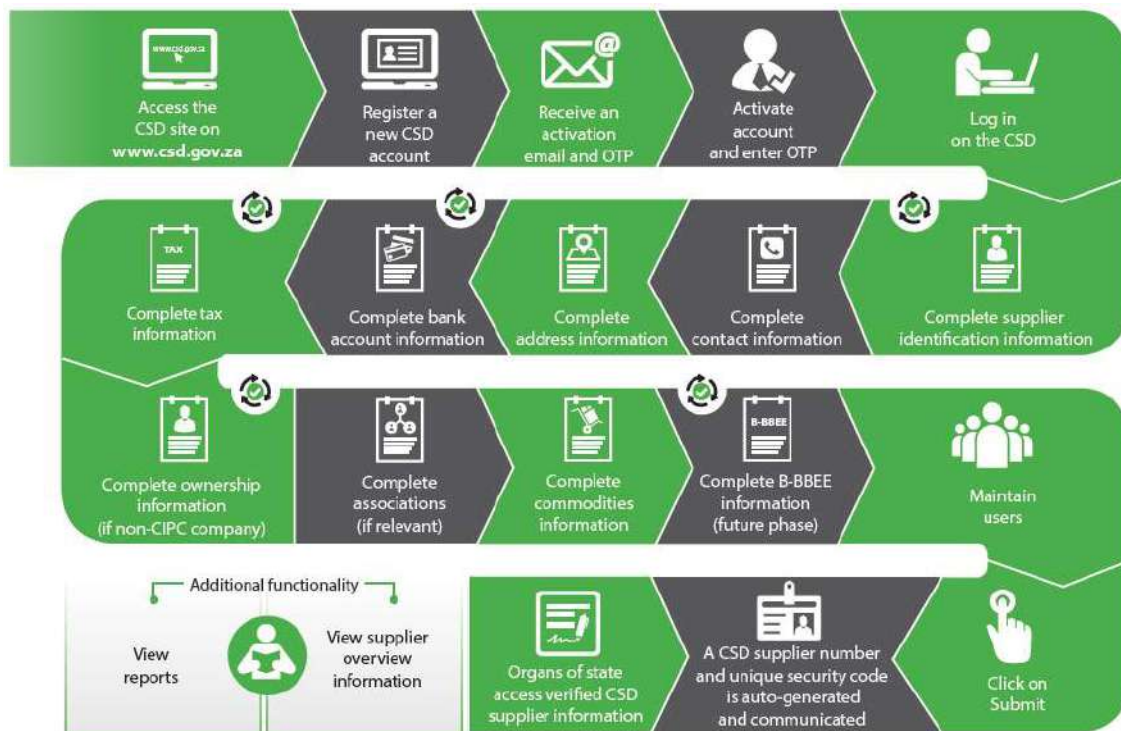 www.csd.gov.za
Access the
CSD site on
www.csd.gov.za
Register a
new CSD
account
@
Receive an
activation
email and OTP
Activate
account
and enter OTP
Log in
on the CSD
Complete supplier
identification information
Complete
contact information
Complete
address information
Complete bank
account information
TAX
Complete tax
information
Complete ownership
information
(if non-CIPC company)
Complete
associations
(if relevant)
Complete
commodities
information
B-BBEE
Complete B-BBEE
information
(future phase)
Maintain
users
Click on
Submit
A CSD supplier number
and unique security code
is auto-generated
and communicated
Organs of state
access verified CSD
supplier information
Additional functionality
View
reports
View supplier
overview
information